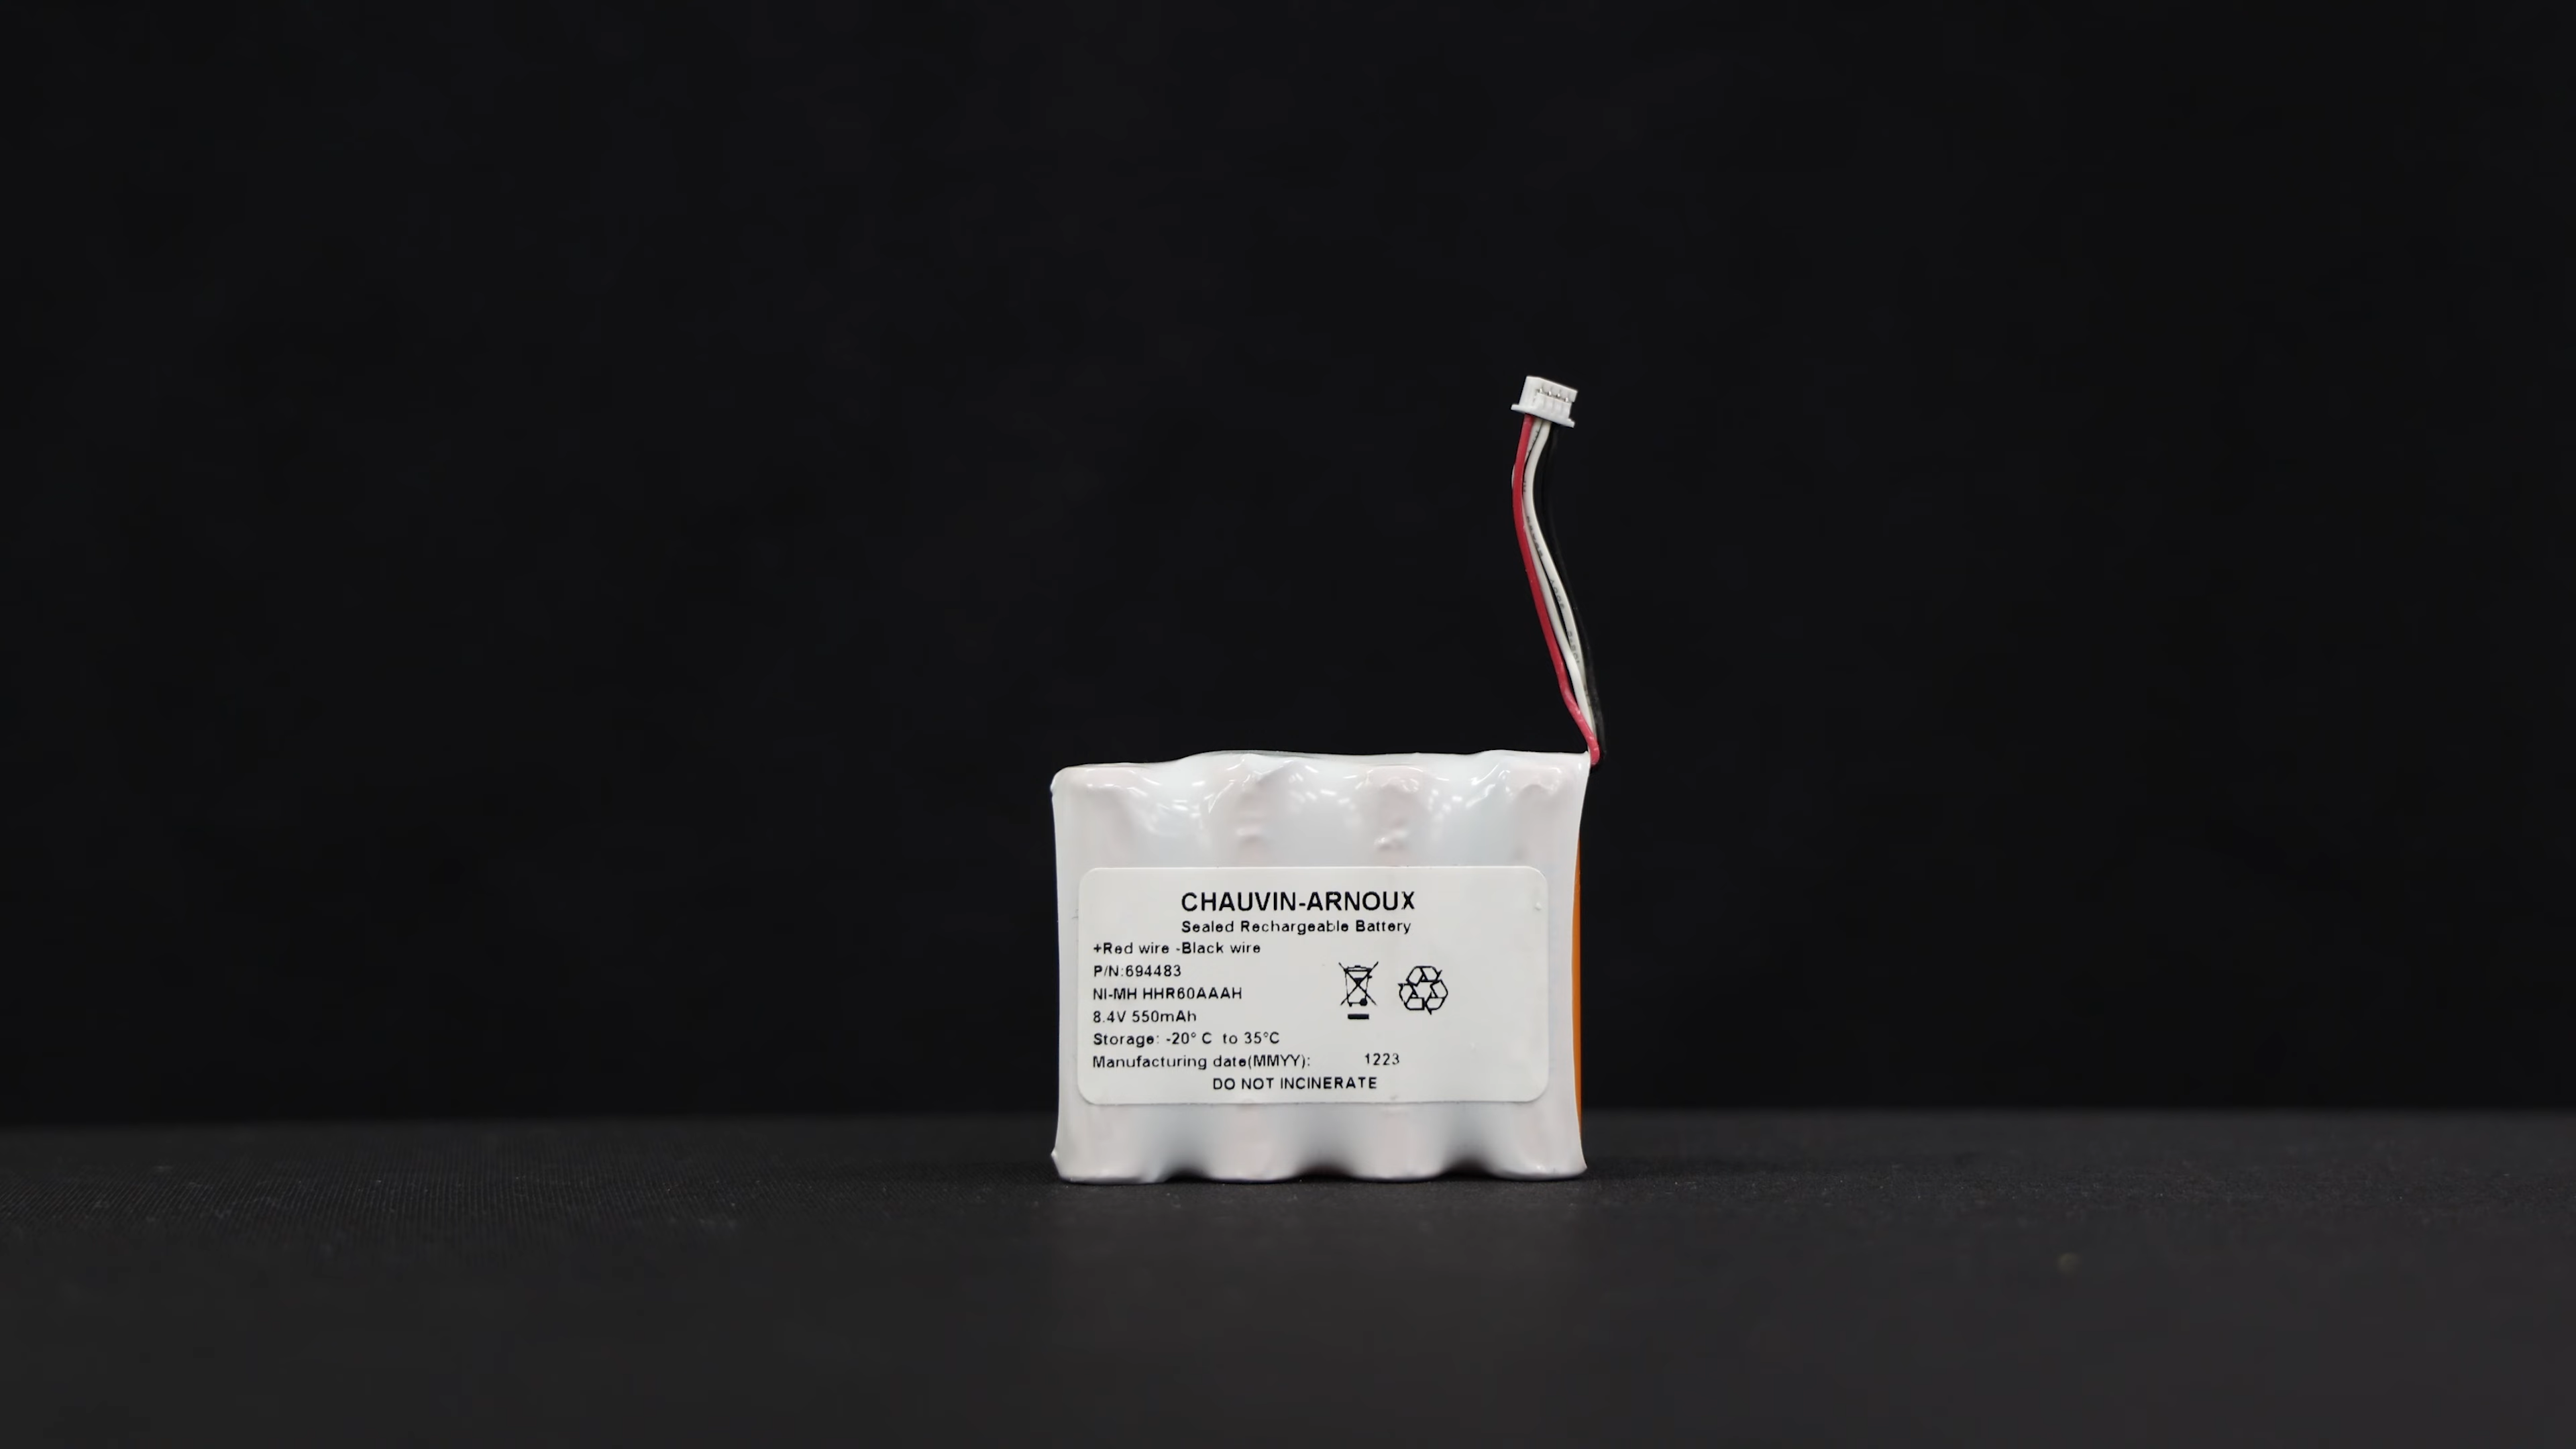 CHAUVIN-ARNOUX
Sealed Rechargeable Battery
+Red wire -Black wire
P/N:694483
NI-MH HHR60AAAH
8.4V 550mAh
Storage: -20° C  to 35°C
Manufacturing date(MMYY): 1223
DO NOT INCINERATE